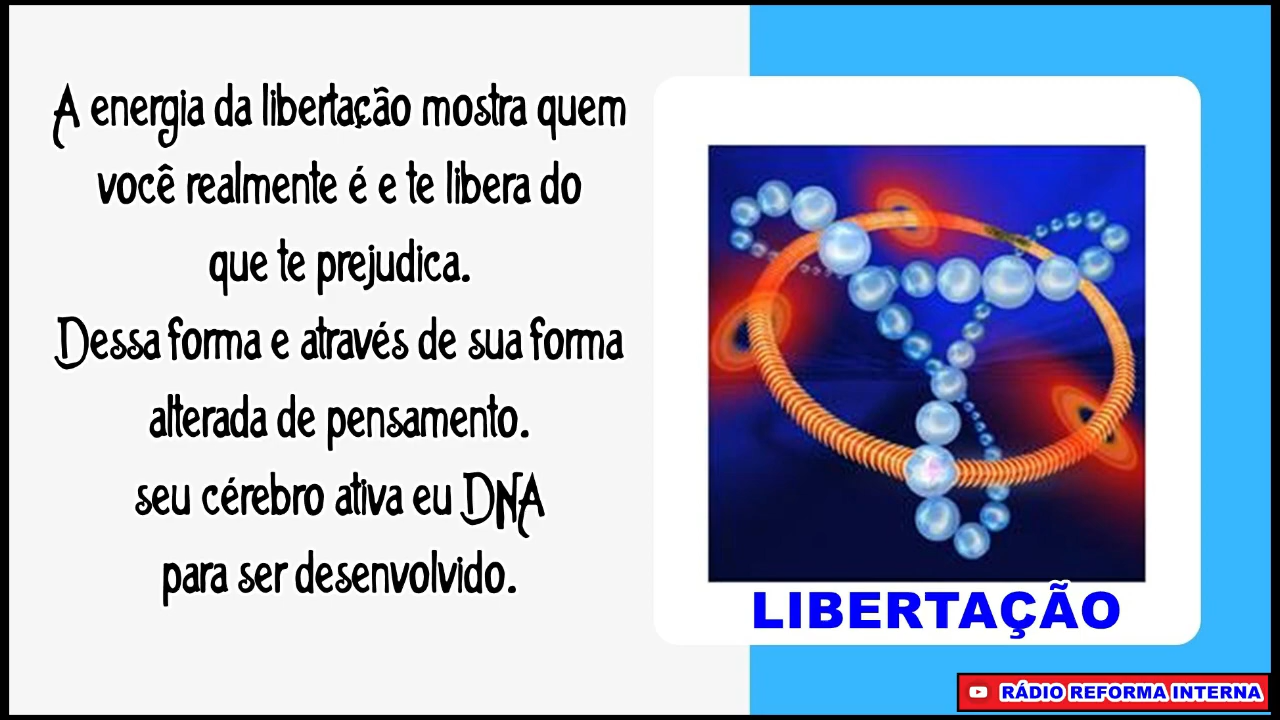 A energia da libertação mostra quem
você realmente é e te libera do
que te prejudica.
Dessa forma e através de sua forma
alterada de pensamento.
seu cérebro ativa eu DNA
para ser desenvolvido.
LIBERTAÇÃO
RÁDIO REFORMA INTERNA